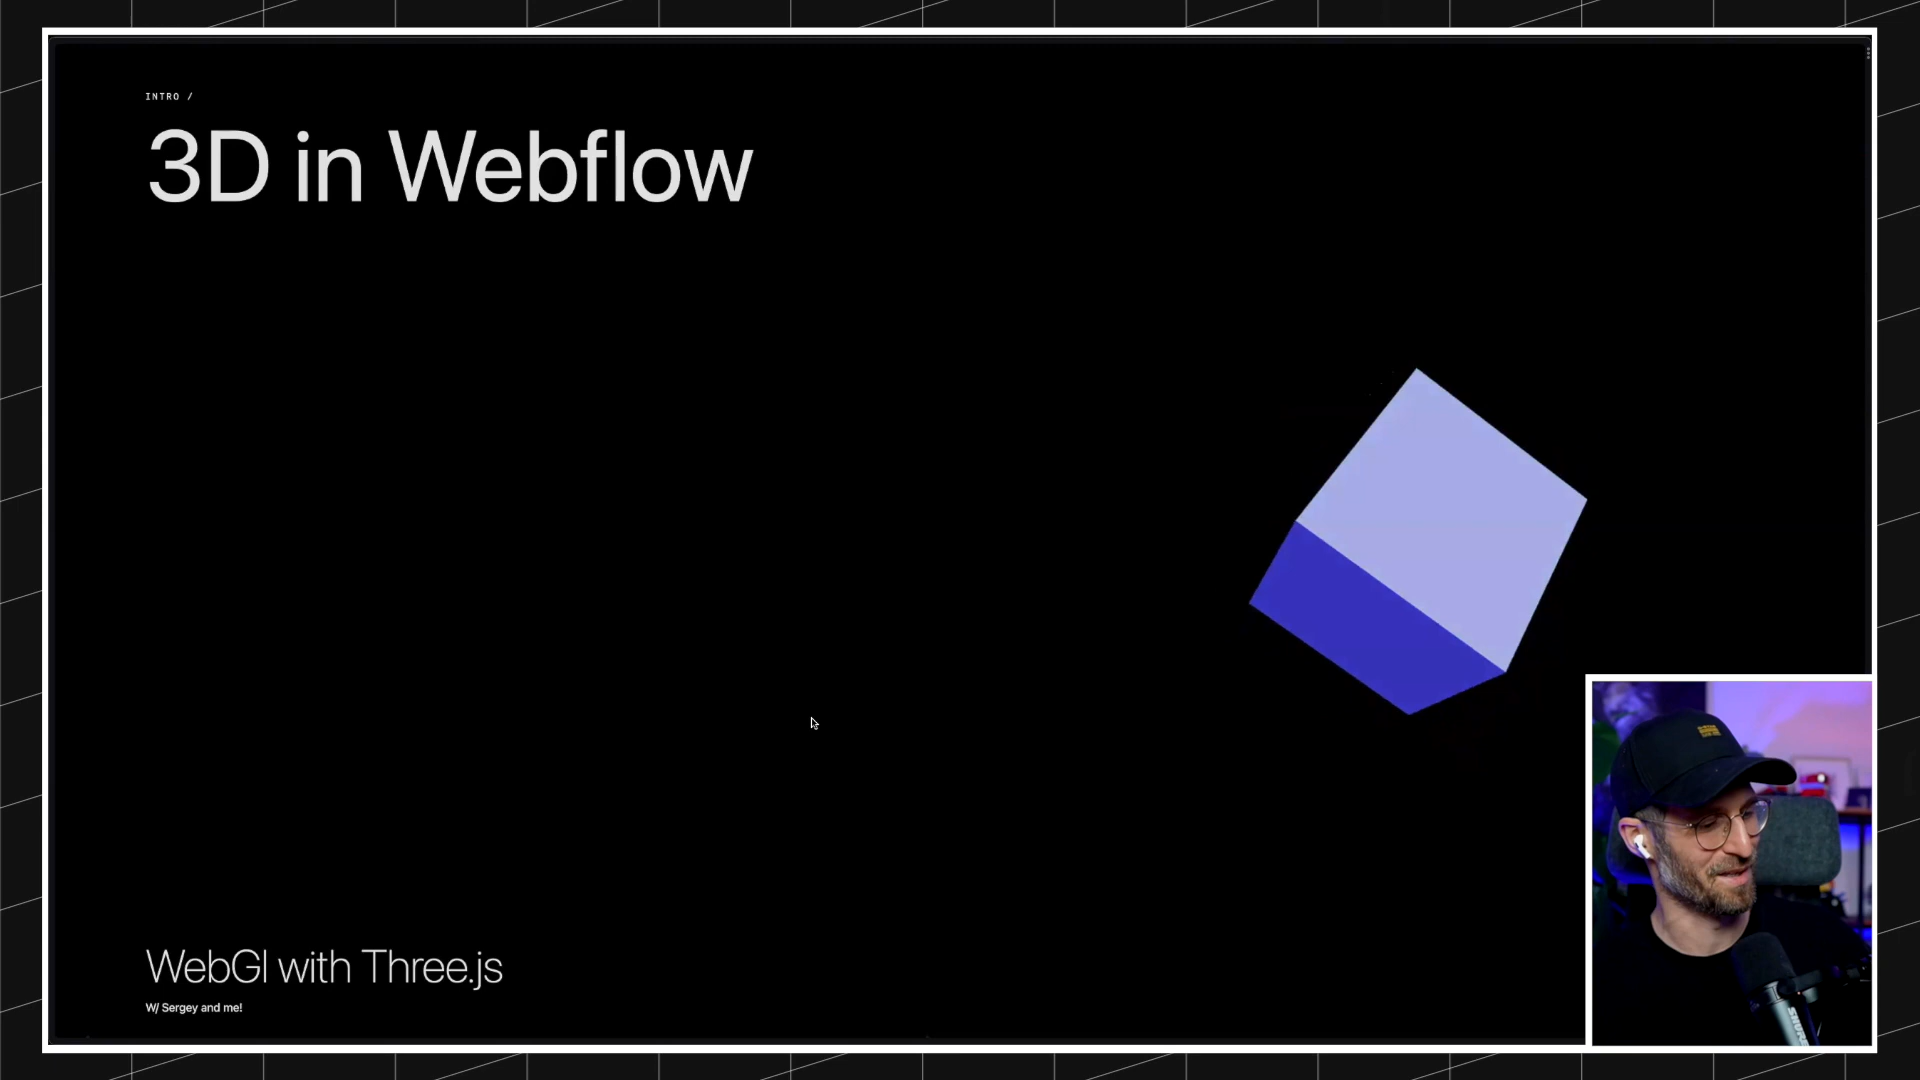 INTRO /
3D in Webflow
WebGl with Three.js
W/ Sergey and me!